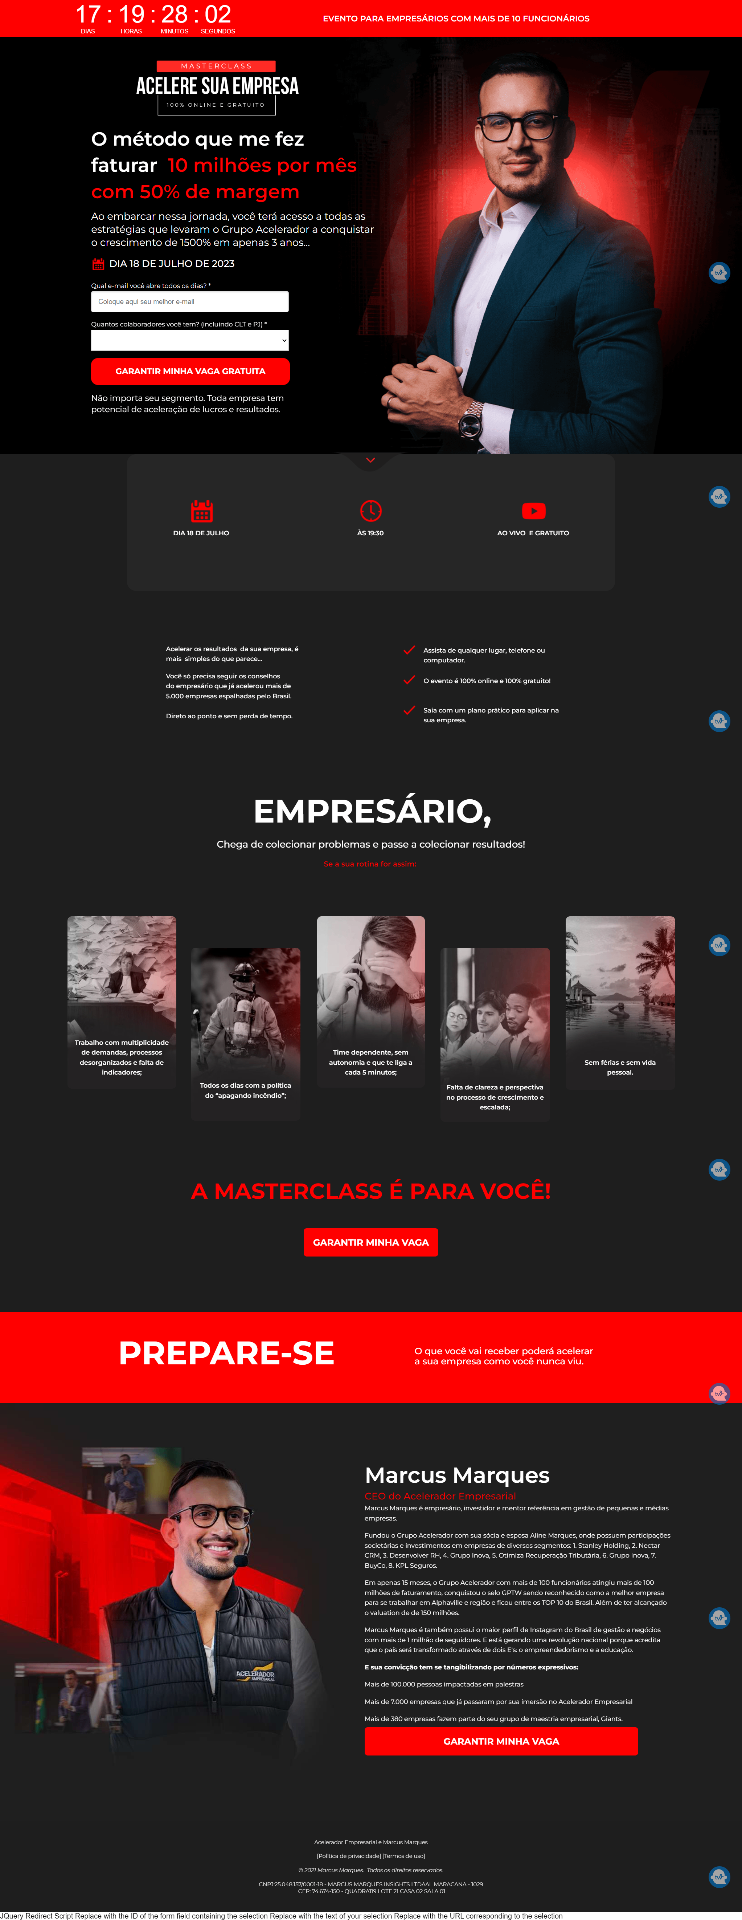 17 : 19 : 28 : 02
DIAS HORAS MINUTOS SEGUNDOS
EVENTO PARA EMPRESÁRIOS COM MAIS DE 10 FUNCIONÁRIOS
MASTERCLASS
ACELERE SUA EMPRESA
100% ONLINE E GRATUITO
O método que me fez
faturar 10 milhões por mês
com 50% de margem
Ao embarcar nessa jornada, você terá acesso a todas as
estratégias que levaram o Grupo Acelerador a conquistar
o crescimento de 1500% em apenas 3 anos...
DIA 18 DE JULHO DE 2023
Qual e-mail você abre todos os dias? *
Coloque aqui seu melhor e-mail
Quantos colaboradores você tem? (incluindo CLT e PJ) *
GARANTIR MINHA VAGA GRATUITA
Não importa seu segmento. Toda empresa tem
potencial de aceleração de lucros e resultados.
DIA 18 DE JULHO
ÀS 19:30
AO VIVO E GRATUITO
Acelerar os resultados da sua empresa, é
mais simples do que parece...
Você só precisa seguir os conselhos
do empresário que já acelerou mais de
5.000 empresas espalhadas pelo Brasil.
Direto ao ponto e sem perda de tempo.
Assista de qualquer lugar, telefone ou
computador.
O evento é 100% online e 100% gratuito!
Saia com um plano prático para aplicar na
sua empresa.
EMPRESÁRIO,
Chega de colecionar problemas e passe a colecionar resultados!
Se a sua rotina for assim:
Trabalho com multiplicidade
de demandas, processos
desorganizados e falta de
indicadores;
Todos os dias com a política
do "apagando incêndio";
Time dependente, sem
autonomia e que te liga a
cada 5 minutos;
Falta de clareza e perspectiva
no processo de crescimento e
escalada;
Sem férias e sem vida
pessoal.
A MASTERCLASS É PARA VOCÊ!
GARANTIR MINHA VAGA
PREPARE-SE
O que você vai receber poderá acelerar
a sua empresa como você nunca viu.
ACELERADOR
EMPRESARIAL
Marcus Marques
CEO do Acelerador Empresarial
Marcus Marques é empresário, investidor e mentor referência em gestão de pequenas e médias
empresas.
Fundou o Grupo Acelerador com sua sócia e esposa Aline Marques, onde possuem participações
societárias e investimentos em empresas de diversos segmentos: 1. Stanley Holding, 2. Nectar
CRM, 3. Desenvolver RH, 4. Grupo Inova, 5. Otimiza Recuperação Tributária, 6. Grupo Inova, 7.
BuyCo, 8. KPL Seguros.
Em apenas 15 meses, o Grupo Acelerador com mais de 100 funcionários atingiu mais de 100
milhões de faturamento, conquistou o selo GPTW sendo reconhecido como a melhor empresa
para se trabalhar em Alphaville e região e ficou entre os TOP 10 do Brasil. Além de ter alcançado
o valuation de de 150 milhões.
Marcus Marques é também possui o maior perfil de Instagram do Brasil de gestão e negócios
com mais de 1 milhão de seguidores. E está gerando uma revolução nacional porque acredita
que o país será transformado através de dois E's: o empreendedorismo e a educação.
E sua convicção tem se tangibilizando por números expressivos:
Mais de 100.000 pessoas impactadas em palestras
Mais de 7.000 empresas que já passaram por sua imersão no Acelerador Empresarial
Mais de 380 empresas fazem parte do seu grupo de maestria empresarial, Giants.
GARANTIR MINHA VAGA
Acelerador Empresarial e Marcus Marques.
[Política de privacidade] [Termos de uso]
© 2021 Marcus Marques. Todos os direitos reservados.
MARCUS MARQUES INSIGHTS LTDA
MARACANA - 1029
CEP: 74.674-150 - QUADRA119 LOTE 21 CASA 02 SALA 01
JQuery Redirect Script Replace with the ID of the form field containing the selection Replace with the text of your selection Replace with the URL corresponding to the selection